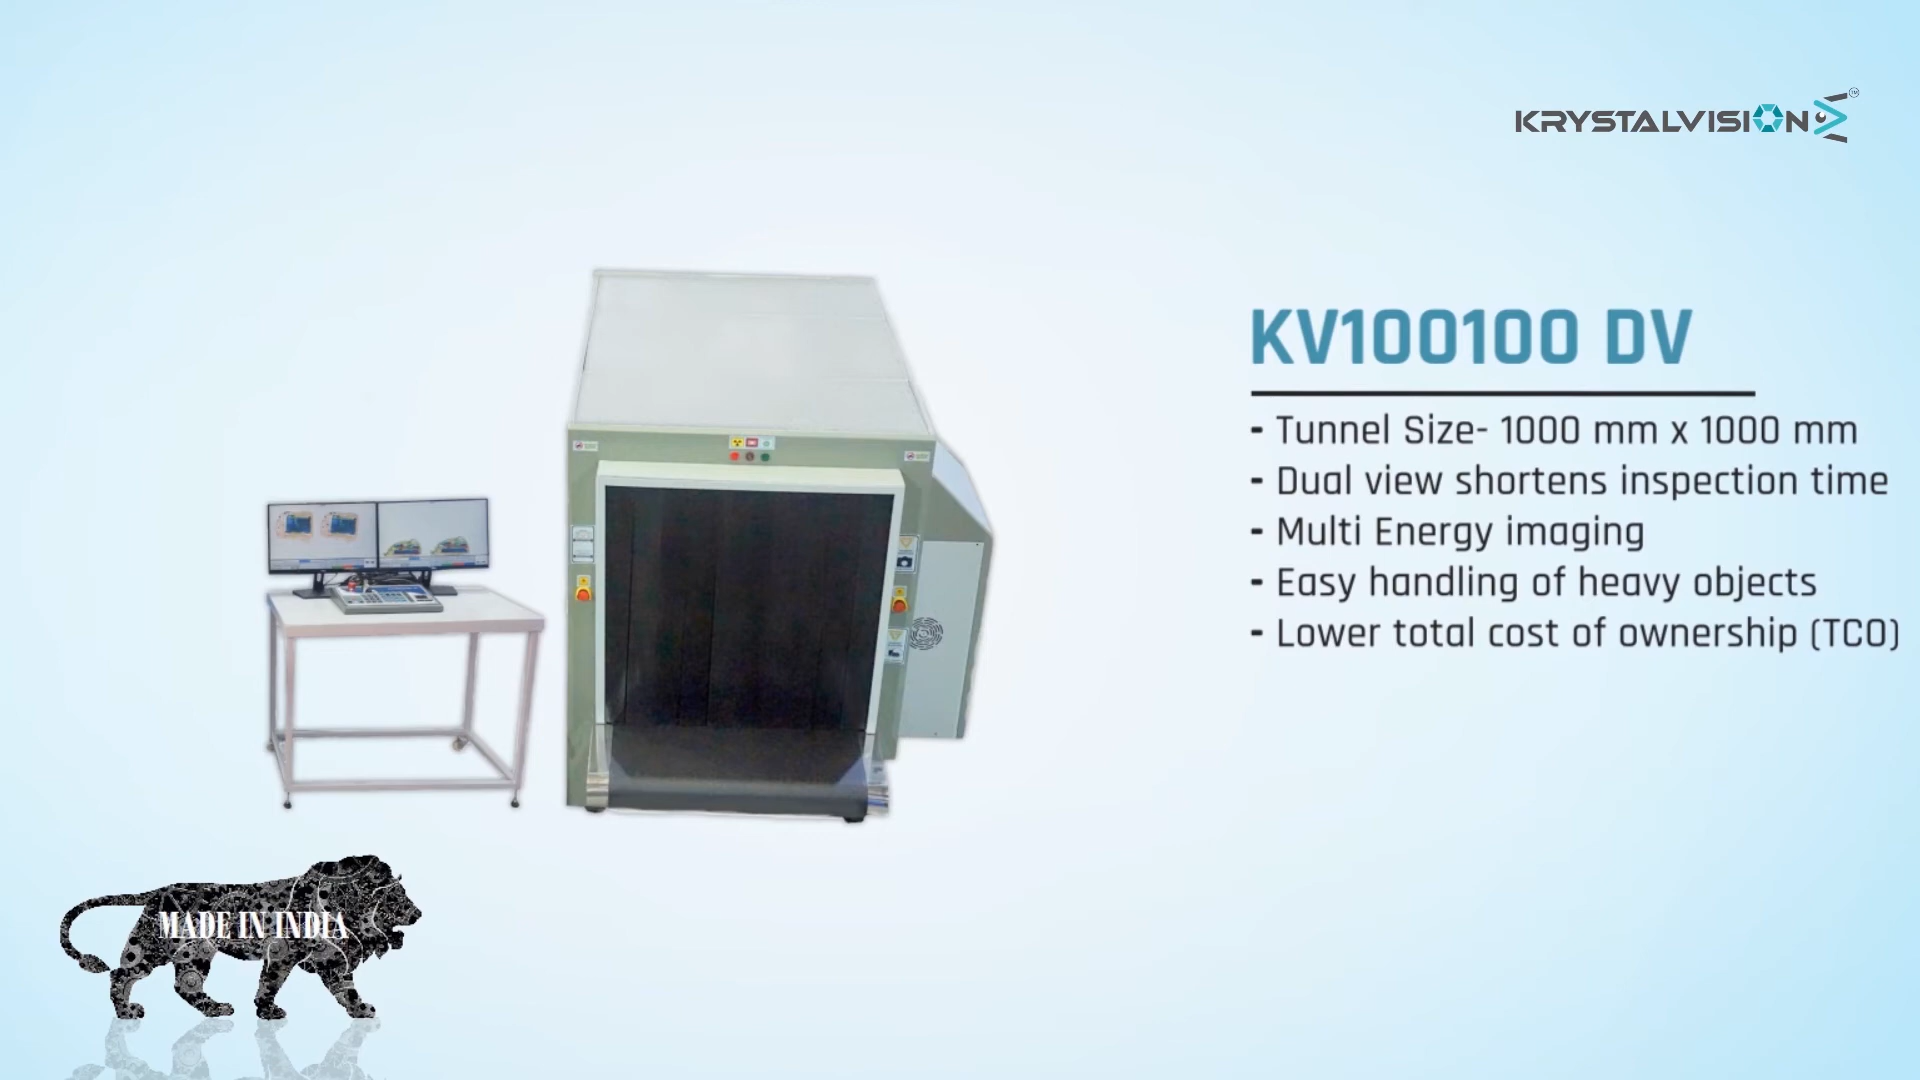 KRYSTALVISION
KV100100 DV
- Tunnel Size- 1000 mm x 1000 mm
- Dual view shortens inspection time
- Multi Energy imaging
- Easy handling of heavy objects
- Lower total cost of ownership (TCO)
MADE IN INDIA